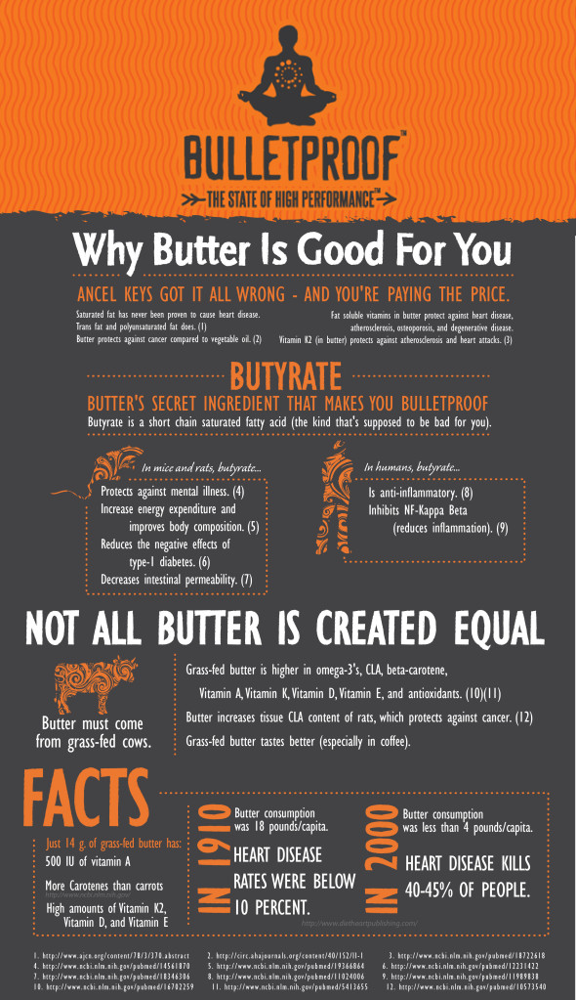 BULLETPROOF™
THE STATE OF HIGH PERFORMANCE™
Why Butter Is Good For You
ANCEL KEYS GOT IT ALL WRONG - AND YOU'RE PAYING THE PRICE.
Saturated fat has never been proven to cause heart disease.
Trans fat and polyunsaturated fat does. (1)
Butter protects against cancer compared to vegetable oil. (2)
Fat soluble vitamins in butter protect against heart disease,
atherosclerosis, osteoporosis, and degenerative disease.
Vitamin K2 (in butter) protects against atherosclerosis and heart attacks. (3)
BUTYRATE
BUTTER'S SECRET INGREDIENT THAT MAKES YOU BULLETPROOF
Butyrate is a short chain saturated fatty acid (the kind that's supposed to be bad for you).
In mice and rats, butyrate...
Protects against mental illness. (4)
Increase energy expenditure and
improves body composition. (5)
Reduces the negative effects of
type-1 diabetes. (6)
Decreases intestinal permeability. (7)
In humans, butyrate...
Is anti-inflammatory. (8)
Inhibits NF-Kappa Beta
(reduces inflammation). (9)
NOT ALL BUTTER IS CREATED EQUAL
Butter must come
from grass-fed cows.
Grass-fed butter is higher in omega-3's, CLA, beta-carotene,
Vitamin A, Vitamin K, Vitamin D, Vitamin E, and antioxidants. (10)(11)
Butter increases tissue CLA content of rats, which protects against cancer. (12)
Grass-fed butter tastes better (especially in coffee).
FACTS
Just 14 g. of grass-fed butter has:
500 IU of vitamin A
More Carotenes than carrots
http://www.ncbi.nlm.nih.gov/
High amounts of Vitamin K2,
Vitamin D, and Vitamin E
IN 1910
Butter consumption
was 18 pounds/capita.
HEART DISEASE
RATES WERE BELOW
10 PERCENT.
IN 2000
Butter consumption
was less than 4 pounds/capita.
HEART DISEASE KILLS
40-45% OF PEOPLE.
http://www.dietheartpublishing.com/
1. http://www.ajcn.org/content/78/3/370.abstract
2. http://circ.ahajournals.org/content/40/1S2/II-1
3. http://www.ncbi.nlm.nih.gov/pubmed/18722618
4. http://www.ncbi.nlm.nih.gov/pubmed/14561870
5. http://www.ncbi.nlm.nih.gov/pubmed/19366864
6. http://www.ncbi.nlm.nih.gov/pubmed/12231422
7. http://www.ncbi.nlm.nih.gov/pubmed/18346306
8. http://www.ncbi.nlm.nih.gov/pubmed/11024006
9. http://www.ncbi.nlm.nih.gov/pubmed/11989838
10. http://www.ncbi.nlm.nih.gov/pubmed/16702259
11. http://www.ncbi.nlm.nih.gov/pubmed/5413655
12. http://www.ncbi.nlm.nih.gov/pubmed/10573540